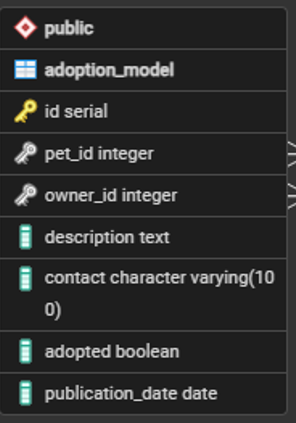 public
adoption_model
id serial
pet_id integer
owner_id integer
description text
contact character varying(10
0)
adopted boolean
publication_date date